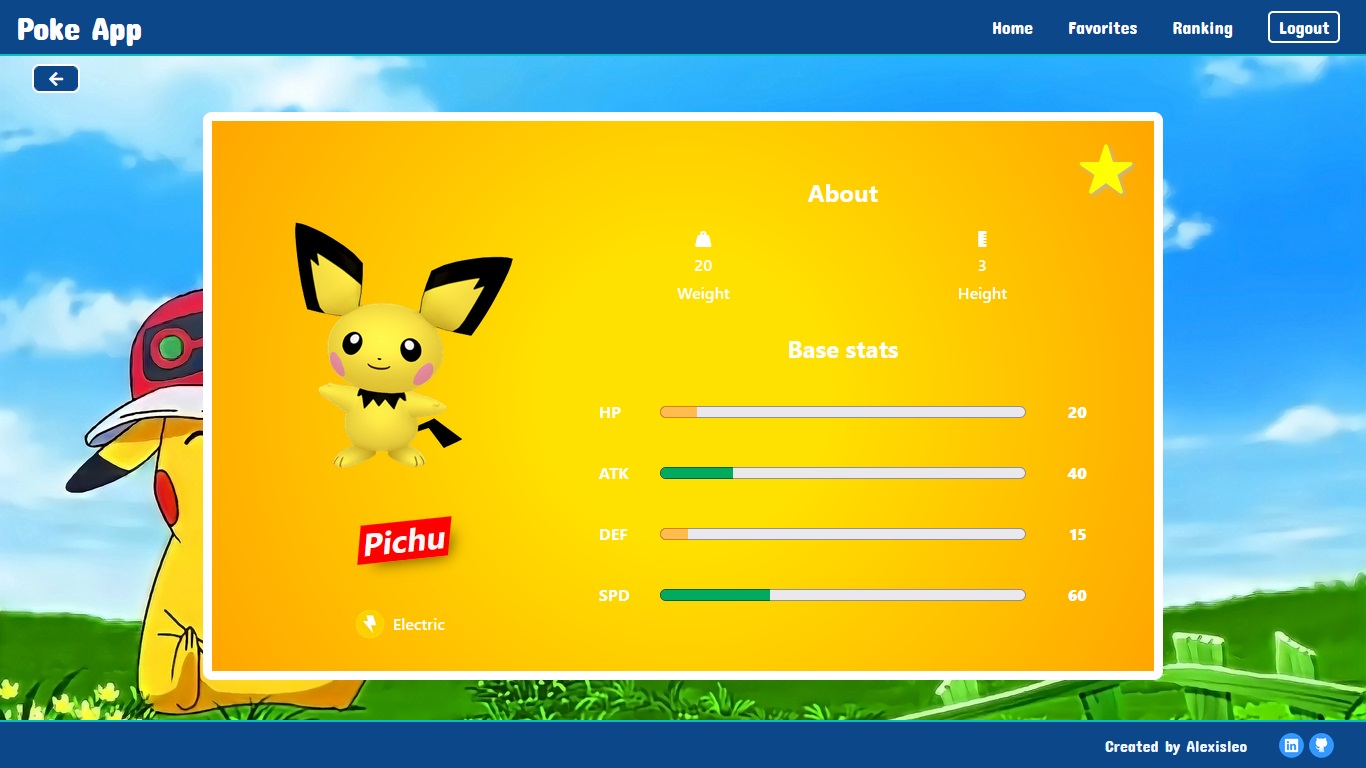 Poke App
Home Favorites Ranking Logout
About
20 3
Weight Height
Base stats
HP 20
ATK 40
DEF 15
SPD 60
Pichu
Electric
Created by Alexisleo
in